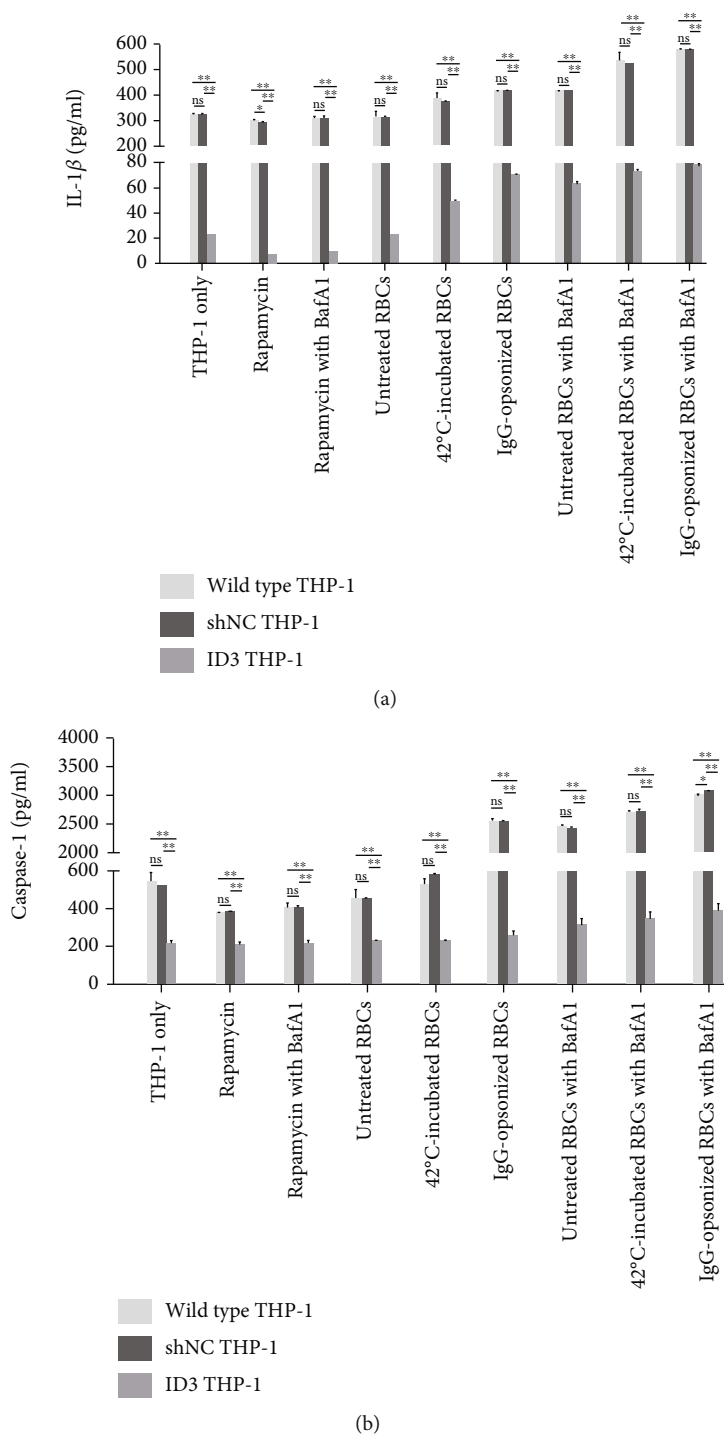 IL-1β (pg/ml)
600
500
400
300
200
80
60
40
20
0
** ** ** ** ** ** ** ** **
** ** ** ** ** ** ** ** **
ns * ns ns ns ns ns ns ns
THP-1 only
Rapamycin
Rapamycin with BafA1
Untreated RBCs
42°C-incubated RBCs
IgG-opsonized RBCs
Untreated RBCs with BafA1
42°C-incubated RBCs with BafA1
IgG-opsonized RBCs with BafA1
Wild type THP-1
shNC THP-1
ID3 THP-1
(a)
Caspase-1 (pg/ml)
4000
3500
3000
2500
2000
600
400
200
0
** ** ** ** ** ** ** ** **
** ** ** ** ** ** ** ** **
ns ns ns ns ns ns ns ns *
THP-1 only
Rapamycin
Rapamycin with BafA1
Untreated RBCs
42°C-incubated RBCs
IgG-opsonized RBCs
Untreated RBCs with BafA1
42°C-incubated RBCs with BafA1
IgG-opsonized RBCs with BafA1
Wild type THP-1
shNC THP-1
ID3 THP-1
(b)